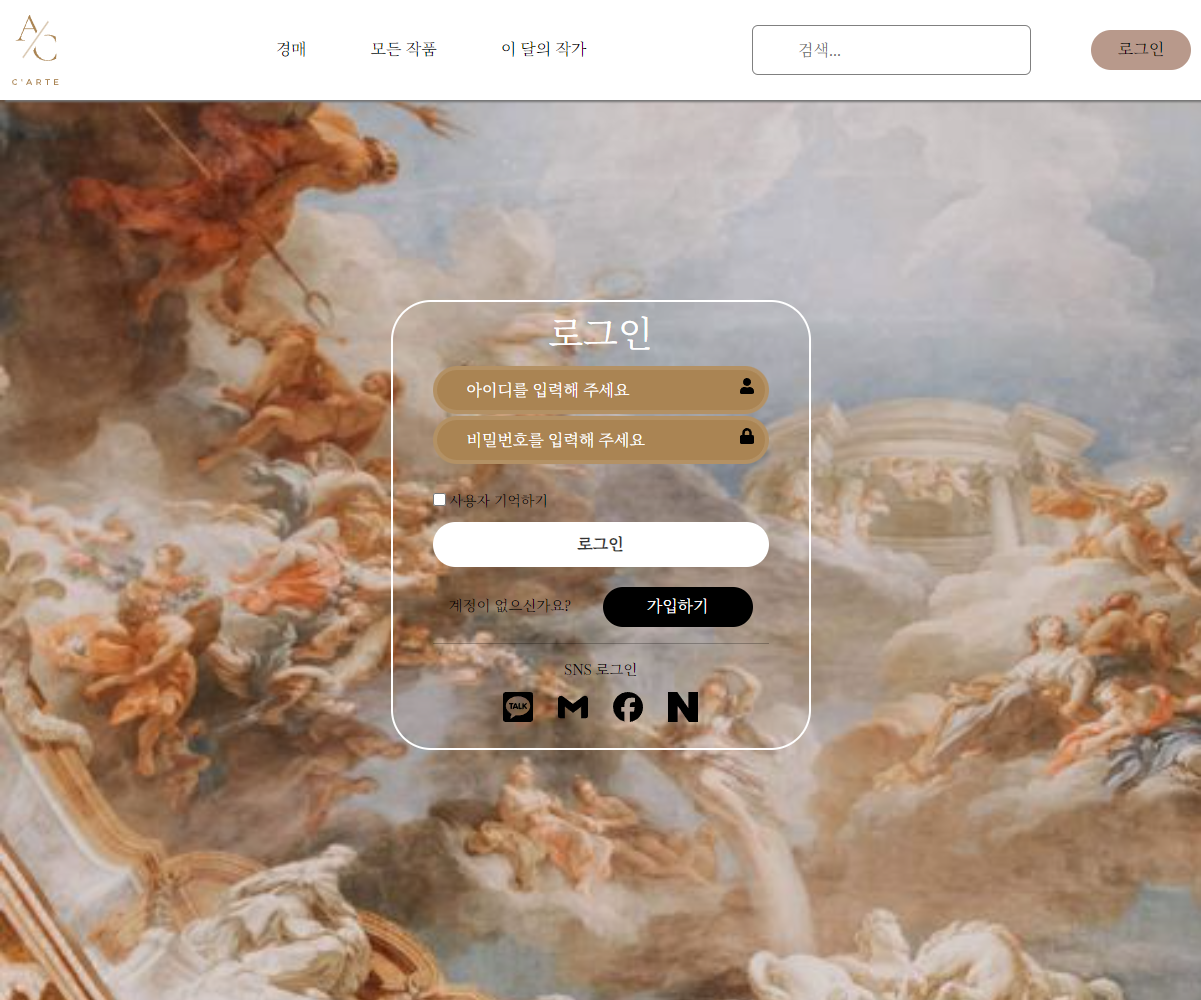 A/C
C'ARTE
경매
모든 작품
이 달의 작가
검색...
로그인
로그인
아이디를 입력해 주세요
비밀번호를 입력해 주세요
사용자 기억하기
로그인
계정이 없으신가요?
가입하기
SNS 로그인
TALK